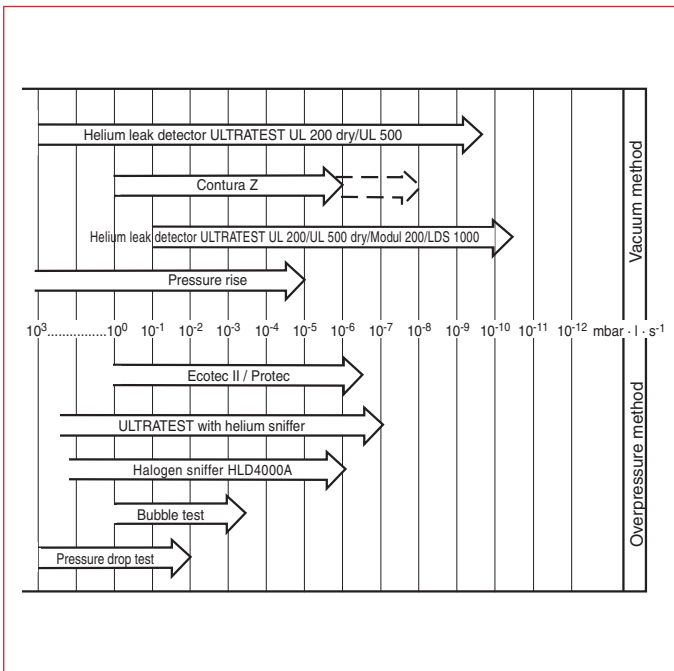 Helium leak detector ULTRATEST UL 200 dry/UL 500
Contura Z
Helium leak detector ULTRATEST UL 200/UL 500 dry/Modul 200/LDS 1000
Pressure rise
Vacuum method
10³...............10⁰ 10⁻¹ 10⁻² 10⁻³ 10⁻⁴ 10⁻⁵ 10⁻⁶ 10⁻⁷ 10⁻⁸ 10⁻⁹ 10⁻¹⁰ 10⁻¹¹ 10⁻¹² mbar · l · s⁻¹
Ecotec II / Protec
ULTRATEST with helium sniffer
Halogen sniffer HLD4000A
Bubble test
Pressure drop test
Overpressure method